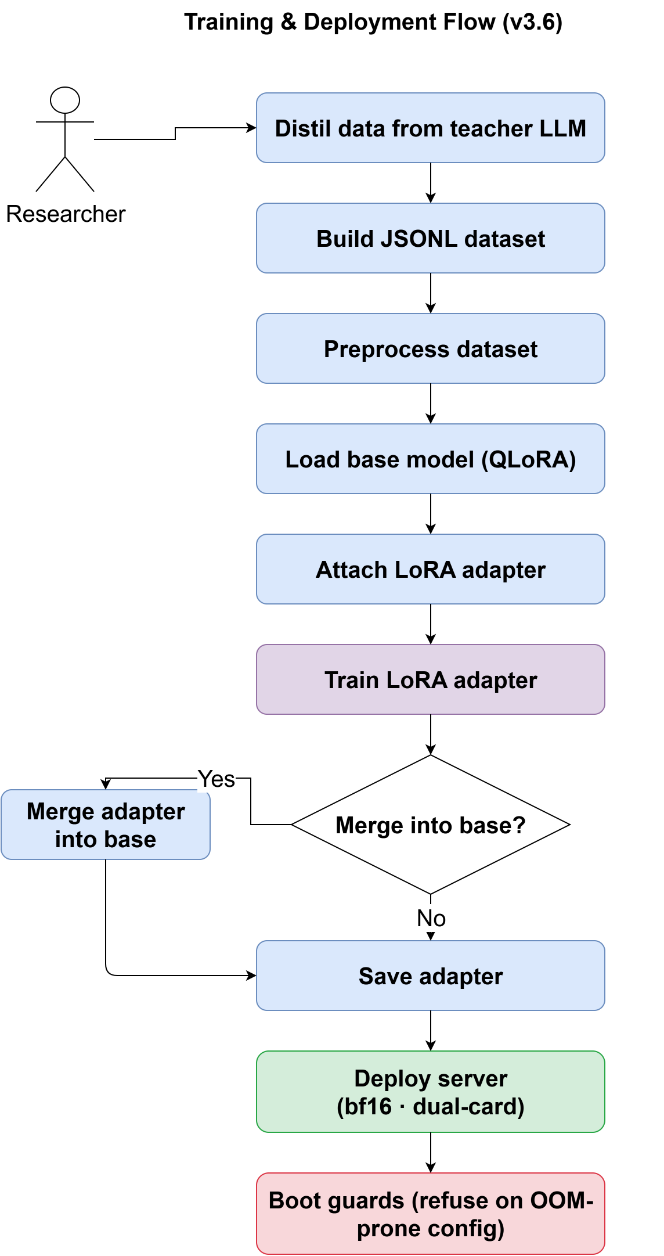 Training & Deployment Flow (v3.6)
Distil data from teacher LLM
Researcher
Build JSONL dataset
Preprocess dataset
Load base model (QLoRA)
Attach LoRA adapter
Train LoRA adapter
Yes
Merge adapter
into base
Merge into base?
No
Save adapter
Deploy server
(bf16 · dual-card)
Boot guards (refuse on OOM-
prone config)